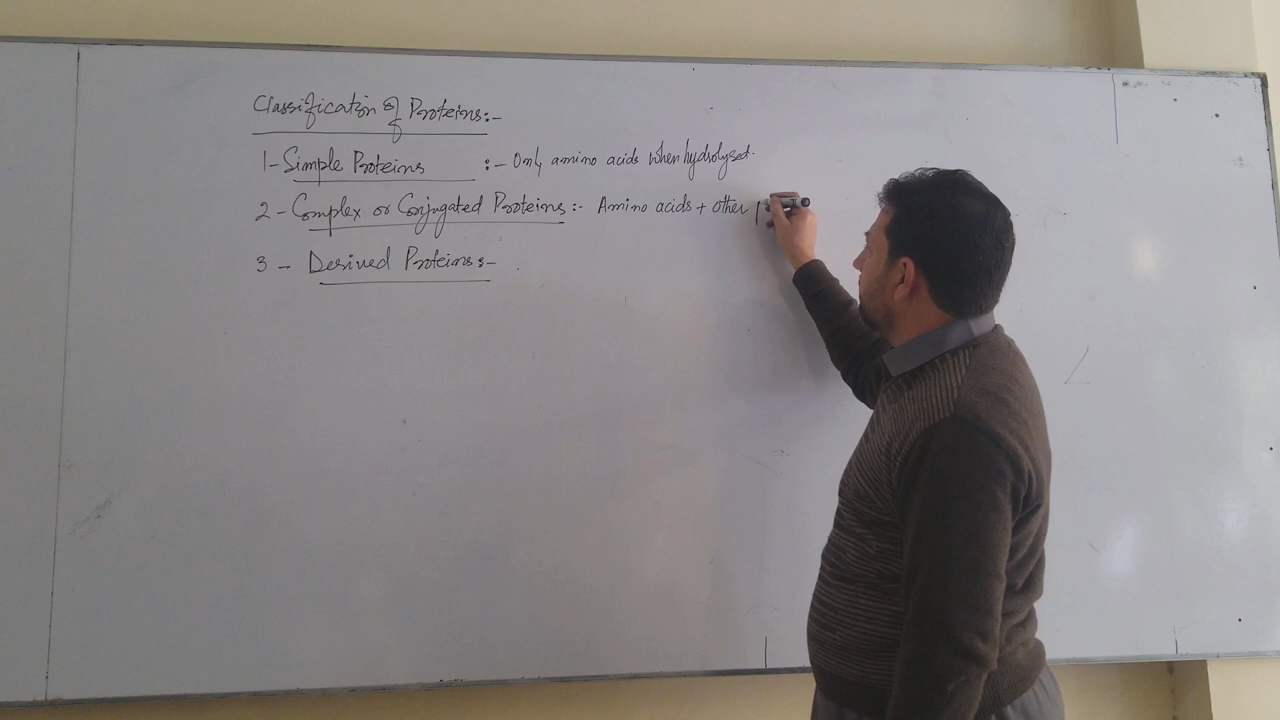 Classification of Proteins:-
1- Simple Proteins :- Only amino acids when hydrolysed.
2- Complex or Conjugated Proteins :- Amino acids + other
3 - Derived Proteins :-